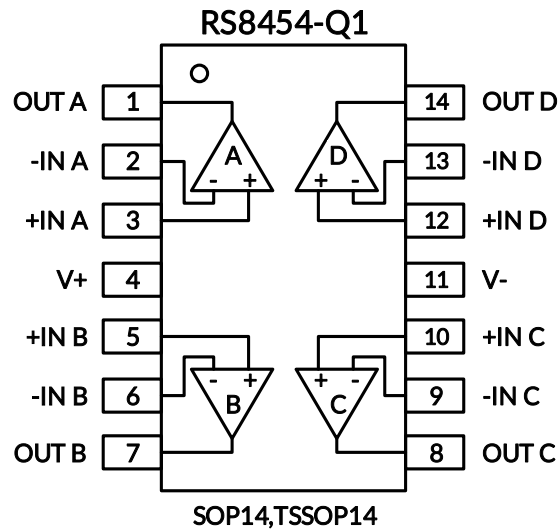 RS8454-Q1
OUT A 1 14 OUT D
A D
-IN A 2 13 -IN D
- + + -
+IN A 3 12 +IN D
V+ 4 11 V-
+IN B 5 10 +IN C
- + + -
-IN B 6 9 -IN C
B C
OUT B 7 8 OUT C
SOP14,TSSOP14